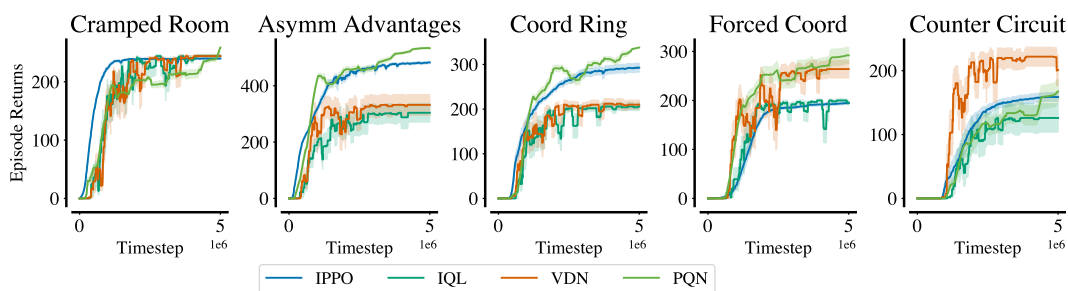 Cramped Room
Asymm Advantages
Coord Ring
Forced Coord
Counter Circuit
Episode Returns
200
100
0
0
5
Timestep
1e6
400
200
0
0
5
Timestep
1e6
300
200
100
0
0
5
Timestep
1e6
300
200
100
0
0
5
Timestep
1e6
200
100
0
0
5
Timestep
1e6
IPPO
IQL
VDN
PQN